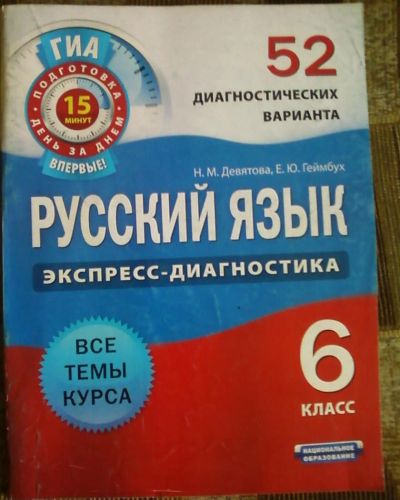 ГИА
ПОДГОТОВКА
15
МИНУТ
ДЕНЬ ЗА ДНЕМ
ВПЕРВЫЕ!
52
ДИАГНОСТИЧЕСКИХ
ВАРИАНТА
Н. М. Девятова, Е. Ю. Геймбух
РУССКИЙ ЯЗЫК
ЭКСПРЕСС-ДИАГНОСТИКА
ВСЕ
ТЕМЫ
КУРСА
6
КЛАСС
НАЦИОНАЛЬНОЕ
ОБРАЗОВАНИЕ